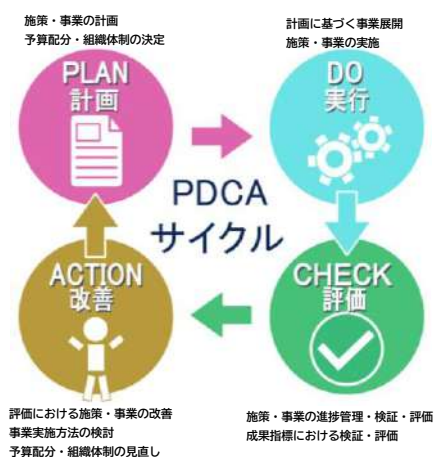 施策・事業の計画
予算配分・組織体制の決定
計画に基づく事業展開
施策・事業の実施
PLAN
計画
DO
実行
PDCA
サイクル
ACTION
改善
CHECK
評価
評価における施策・事業の改善
事業実施方法の検討
予算配分・組織体制の見直し
施策・事業の進捗管理・検証・評価
成果指標における検証・評価